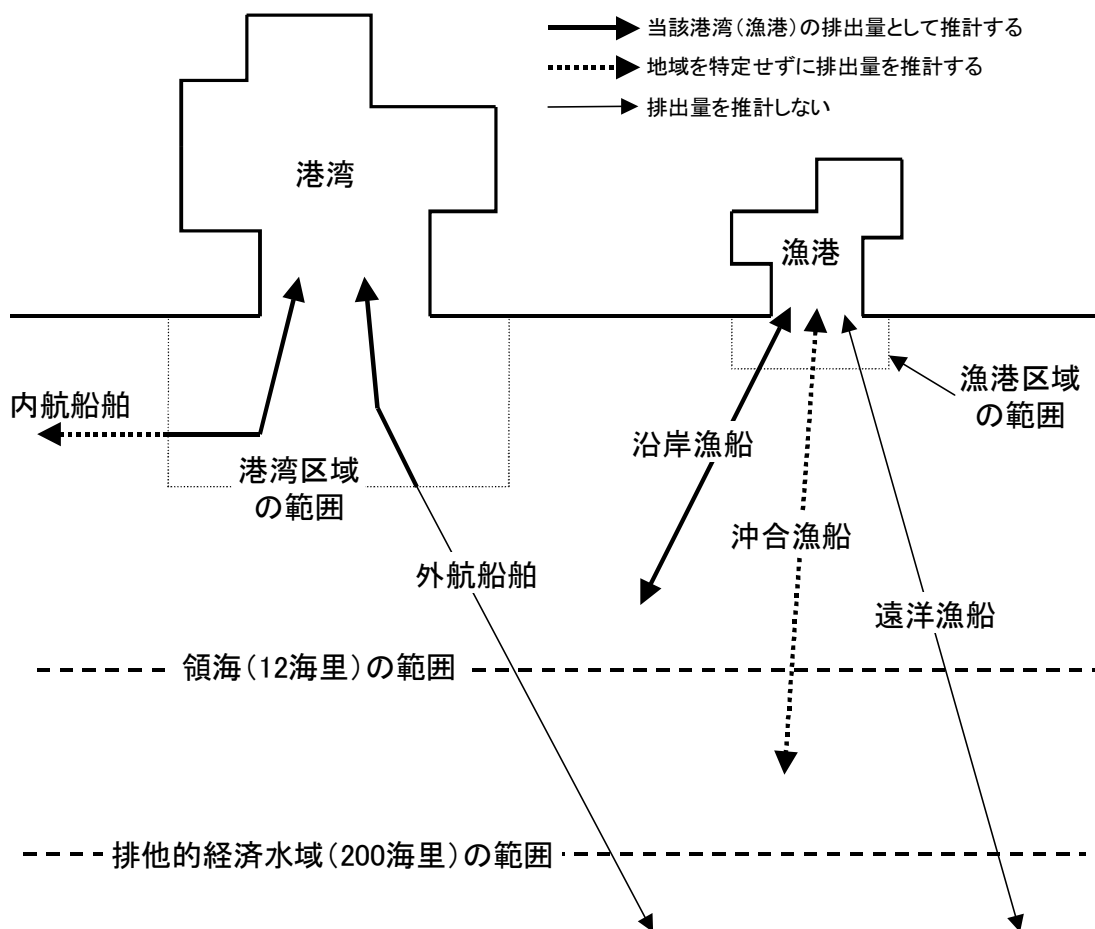 当該港湾(漁港)の排出量として推計する
地域を特定せずに排出量を推計する
排出量を推計しない
港湾
漁港
内航船舶
港湾区域
の範囲
漁港区域
の範囲
沿岸漁船
沖合漁船
外航船舶
遠洋漁船
領海(12海里)の範囲
排他的経済水域(200海里)の範囲